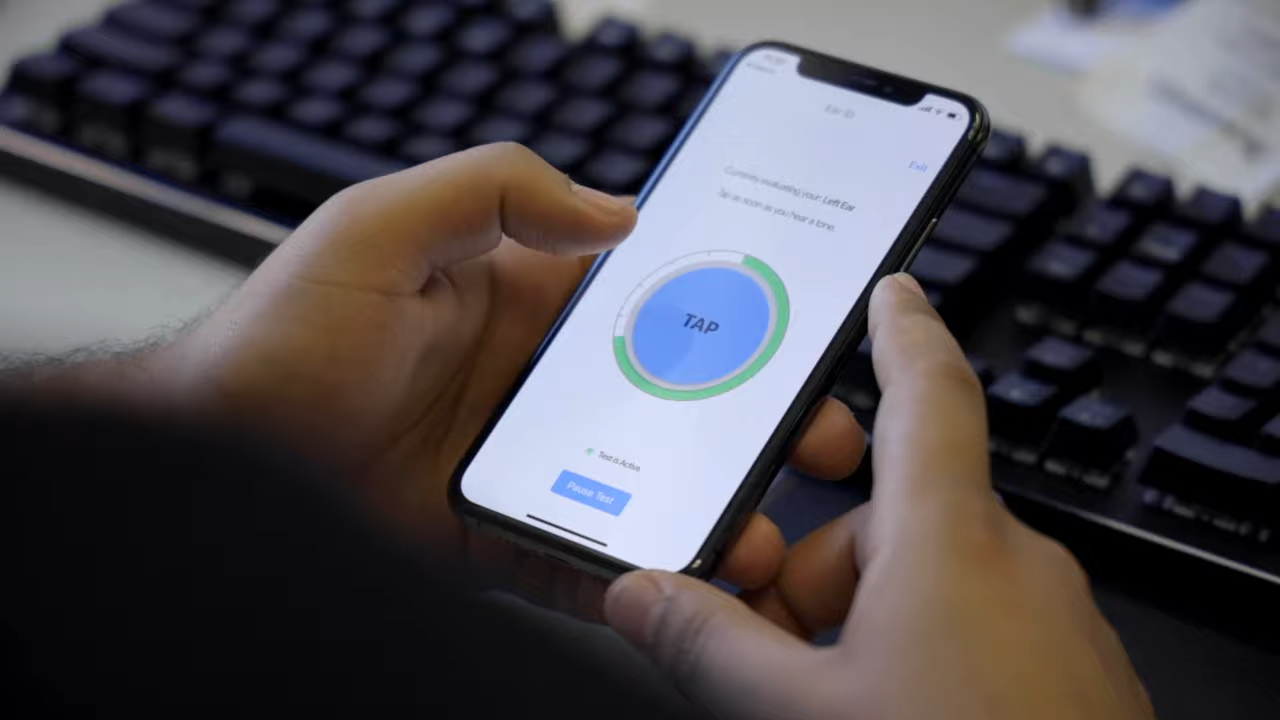 Ear ID
Exit
Currently evaluating your: Left Ear
Tap as soon as you hear a tone.
TAP
Test is Active
Pause Test